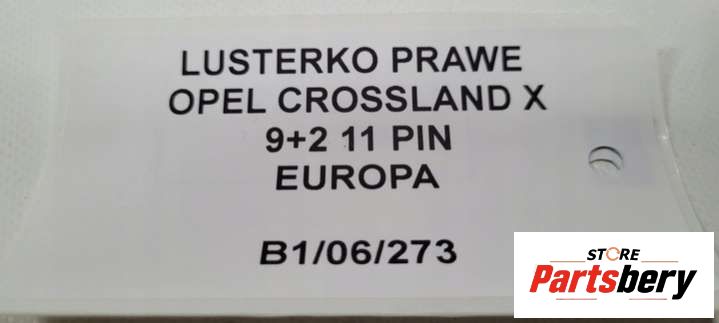 LUSTERKO PRAWE
OPEL CROSSLAND X
9+2 11 PIN
EUROPA
B1/06/273
STORE
Partsbery